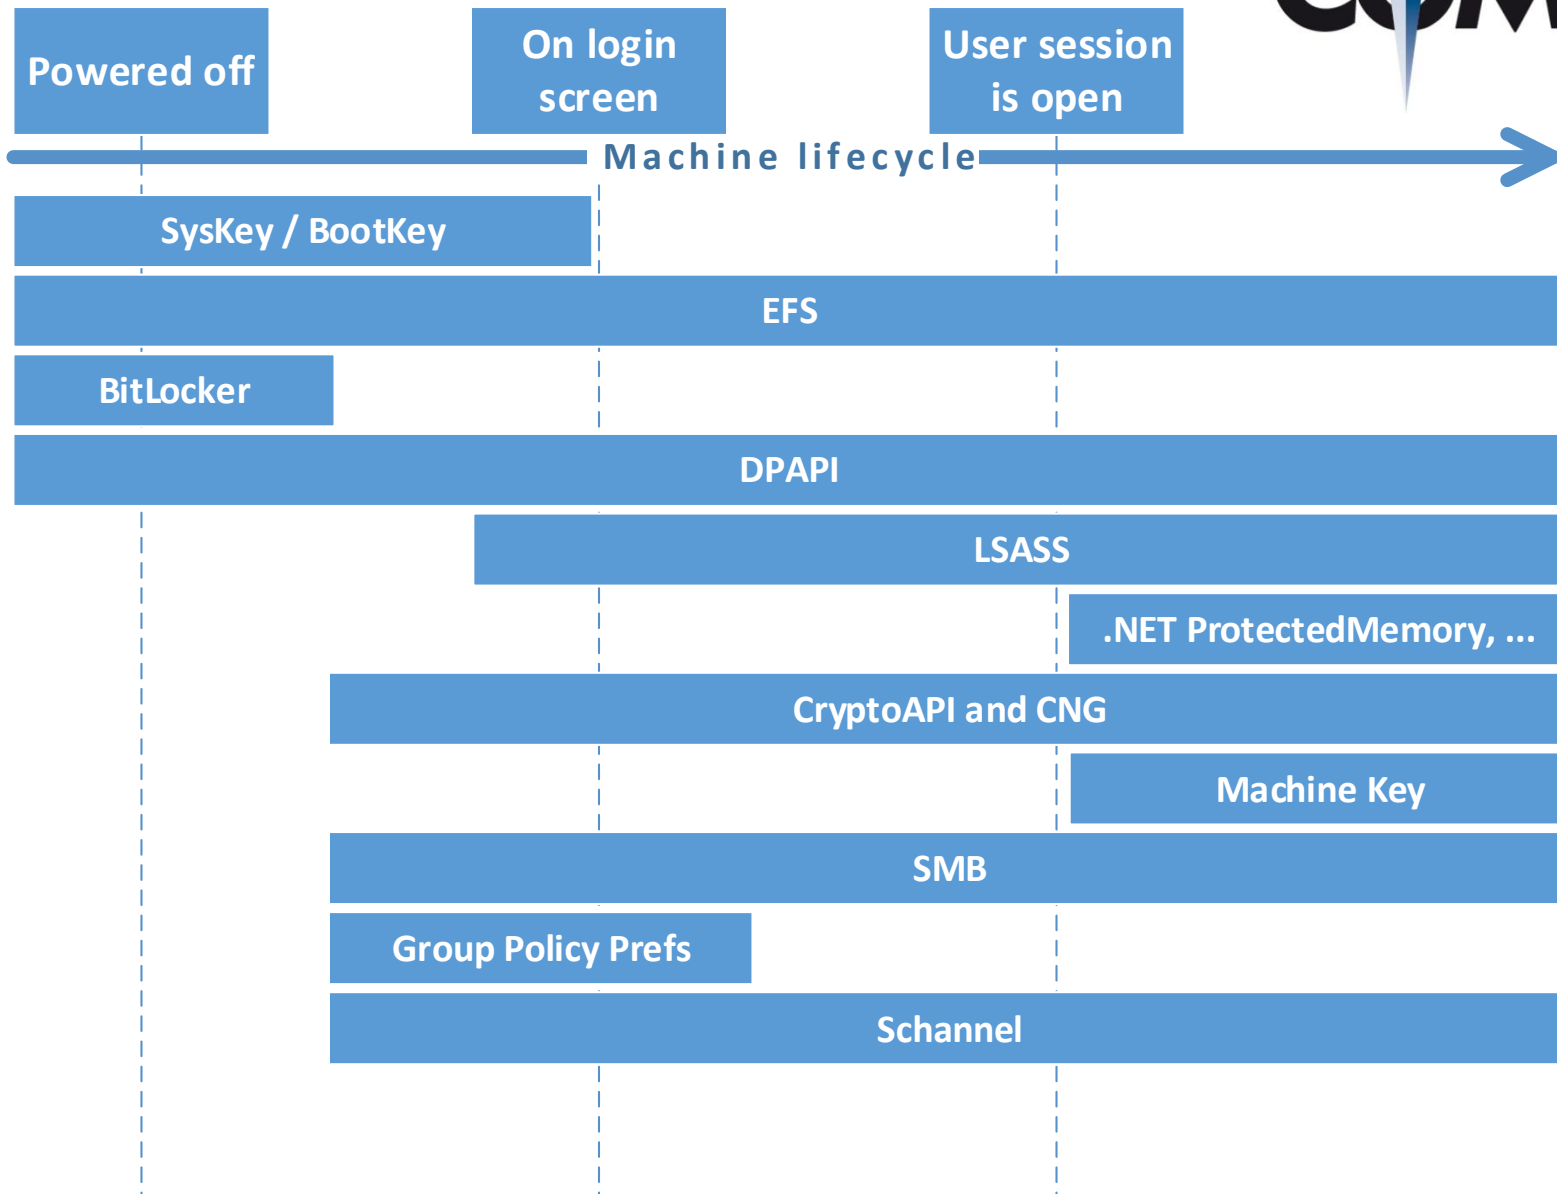 COM
Powered off
On login
screen
User session
is open
Machine lifecycle
SysKey / BootKey
EFS
BitLocker
DPAPI
LSASS
.NET ProtectedMemory, ...
CryptoAPI and CNG
Machine Key
SMB
Group Policy Prefs
Schannel